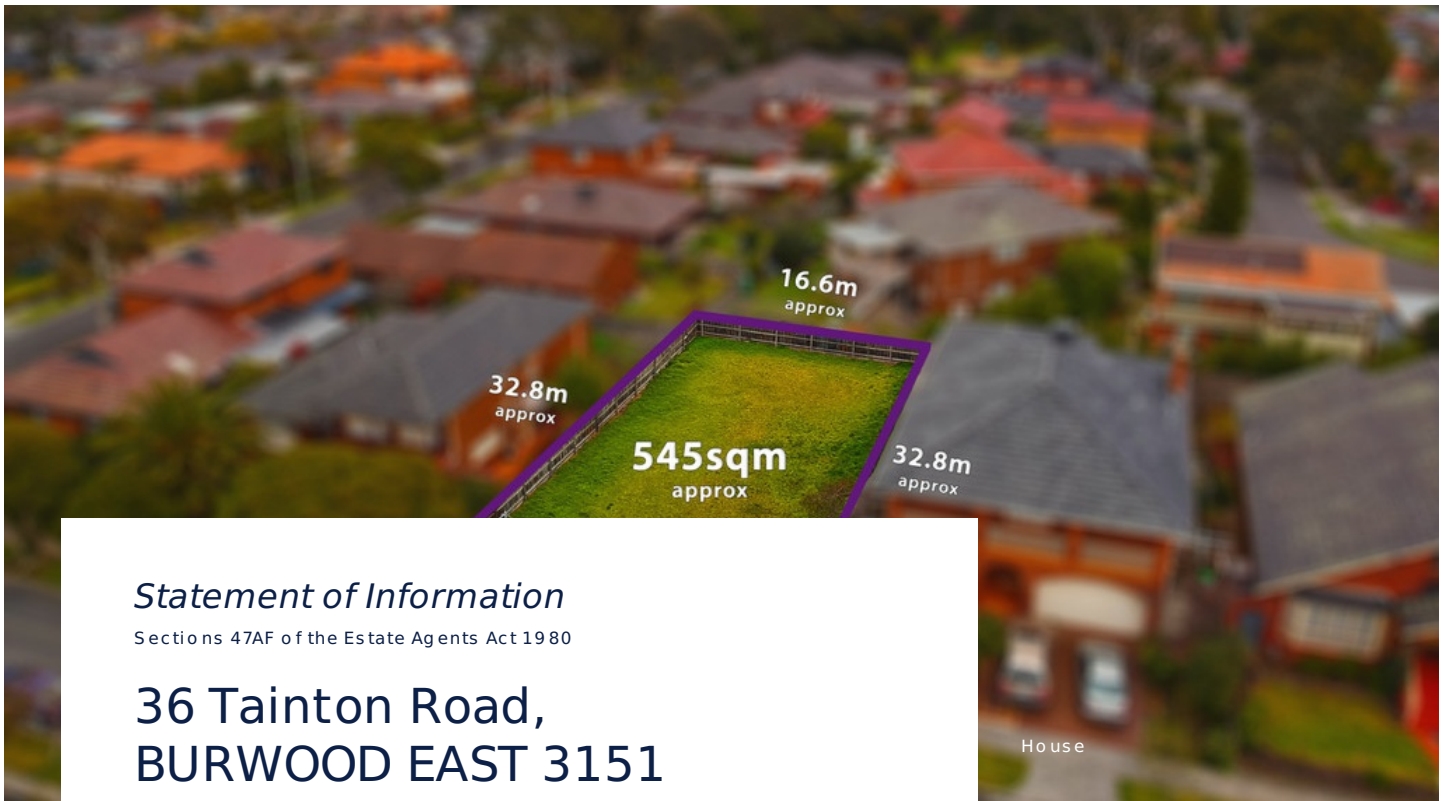 16.6m
approx
32.8m
approx
545sqm
approx
32.8m
approx
Statement of Information
Sections 47AF of the Estate Agents Act 1980
36 Tainton Road,
BURWOOD EAST 3151
House